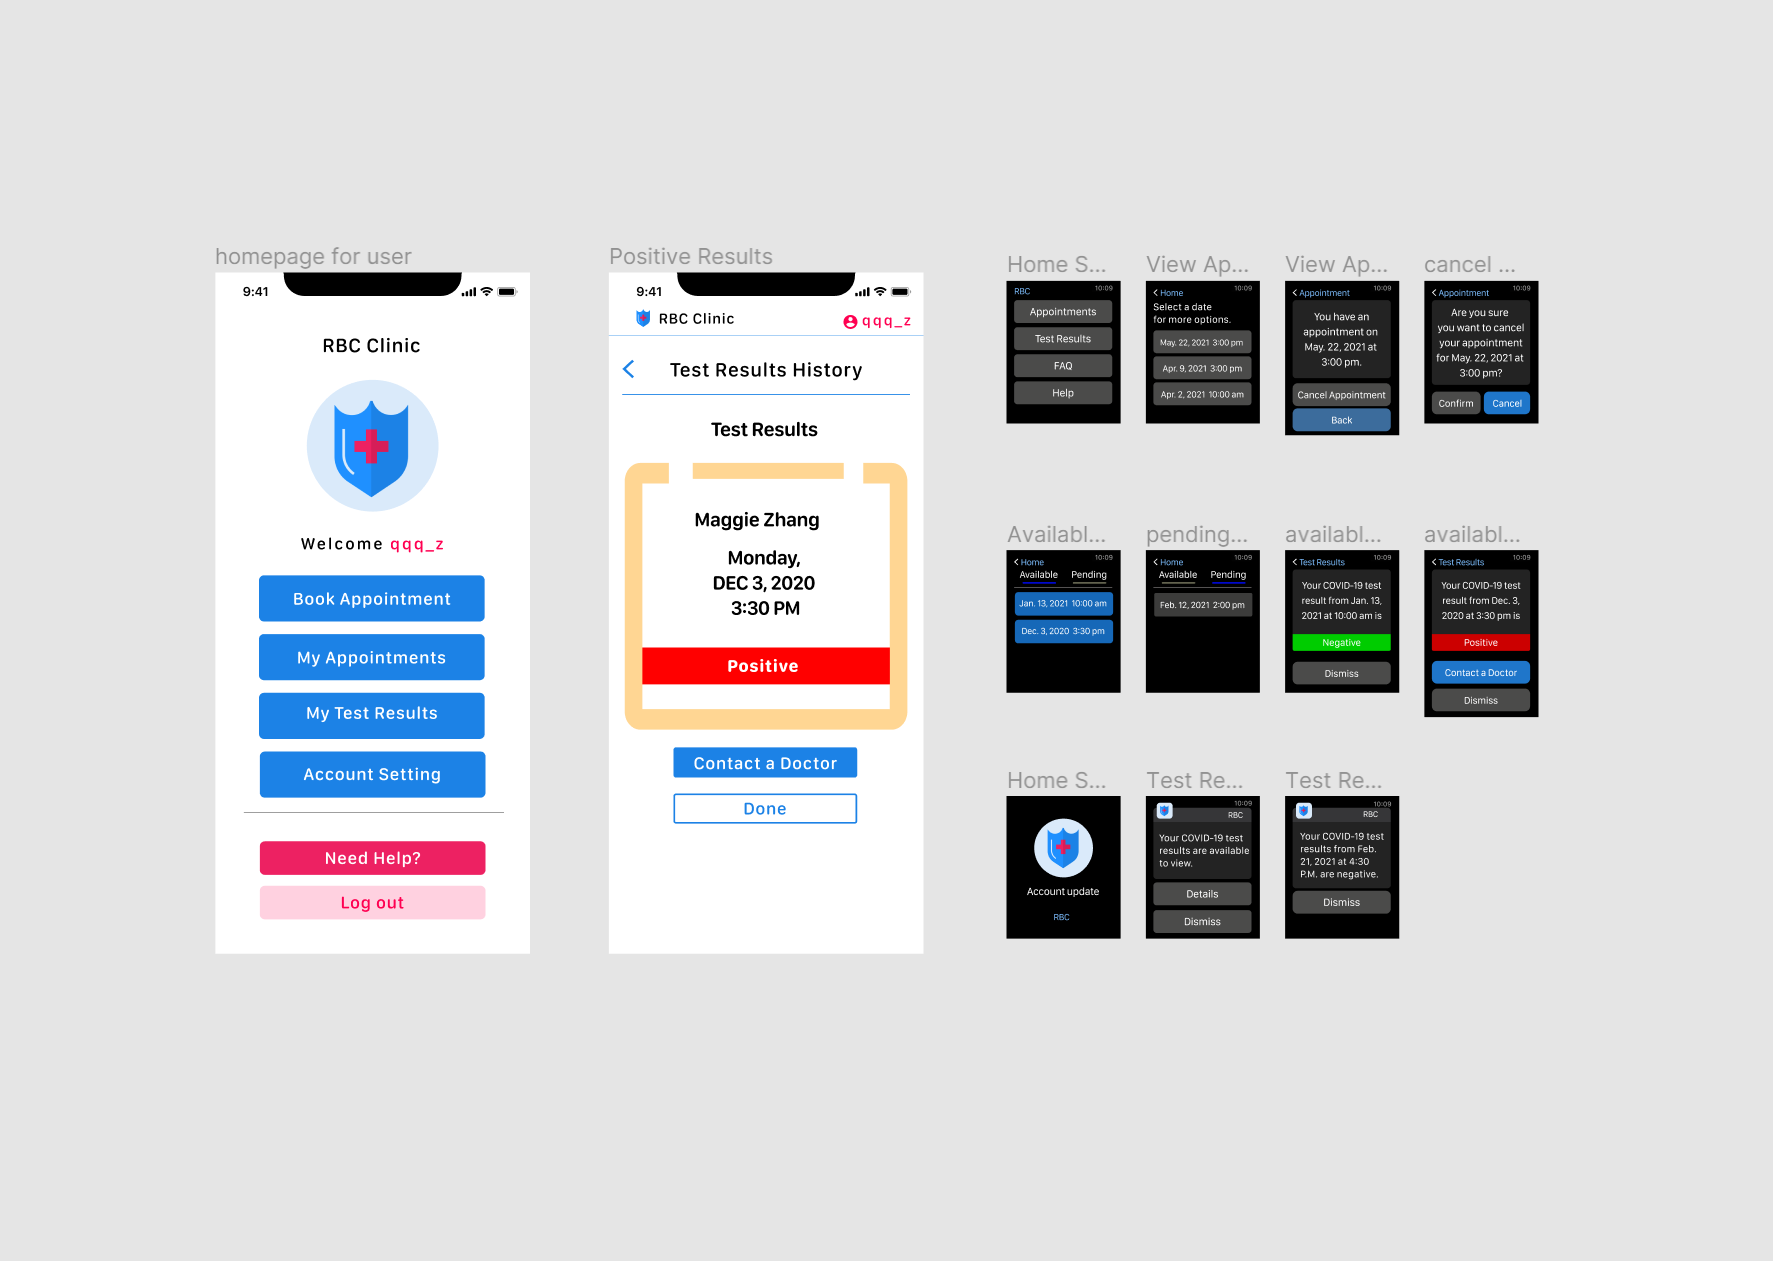 homepage for user
9:41
RBC Clinic
Welcome qqq_z
Book Appointment
My Appointments
My Test Results
Account Setting
Need Help?
Log out
Positive Results
9:41
RBC Clinic
qqq_z
Test Results History
Test Results
Maggie Zhang
Monday,
DEC 3, 2020
3:30 PM
Positive
Contact a Doctor
Done
Home S...
RBC 10:09
Appointments
Test Results
FAQ
Help
View Ap...
10:09
Home
Select a date
for more options.
May. 22, 2021 3:00 pm
Apr. 9, 2021 3:00 pm
Apr. 2, 2021 10:00 am
View Ap...
10:09
Appointment
You have an
appointment on
May. 22, 2021 at
3:00 pm.
Cancel Appointment
Back
cancel ...
10:09
Appointment
Are you sure
you want to cancel
your appointment
for May. 22, 2021 at
3:00 pm?
Confirm Cancel
Availabl...
10:09
Home
Available Pending
Jan. 13, 2021 10:00 am
Dec. 3, 2020 3:30 pm
pending...
10:09
Home
Available Pending
Feb. 12, 2021 2:00 pm
availabl...
10:09
Test Results
Your COVID-19 test
result from Jan. 13,
2021 at 10:00 am is
Negative
Dismiss
availabl...
10:09
Test Results
Your COVID-19 test
result from Dec. 3,
2020 at 3:30 pm is
Positive
Contact a Doctor
Dismiss
Home S...
Account update
RBC
Test Re...
10:09
RBC
Your COVID-19 test
results are available
to view.
Details
Dismiss
Test Re...
10:09
RBC
Your COVID-19 test
results from Feb.
21, 2021 at 4:30
P.M. are negative.
Dismiss